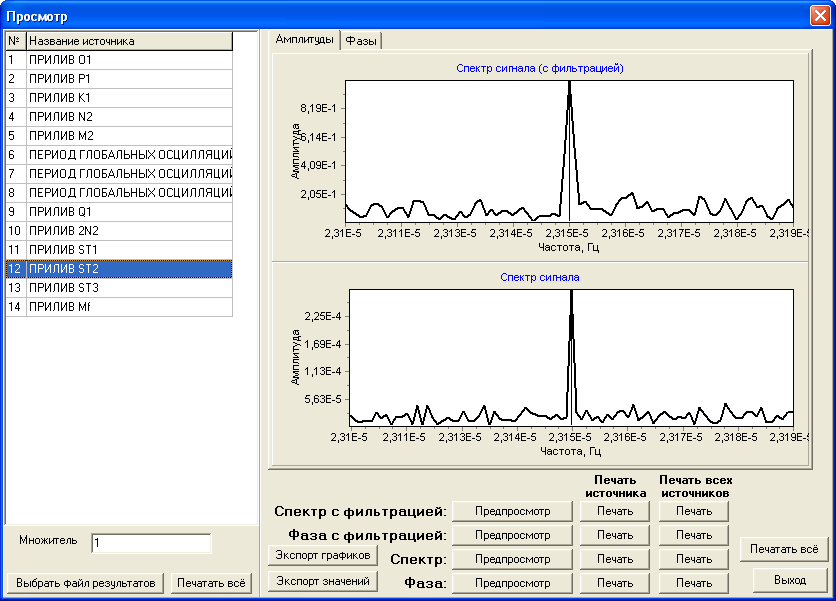 Просмотр
№ Название источника
1 ПРИЛИВ O1
2 ПРИЛИВ P1
3 ПРИЛИВ K1
4 ПРИЛИВ N2
5 ПРИЛИВ M2
6 ПЕРИОД ГЛОБАЛЬНЫХ ОСЦИЛЛЯЦИЙ
7 ПЕРИОД ГЛОБАЛЬНЫХ ОСЦИЛЛЯЦИЙ
8 ПЕРИОД ГЛОБАЛЬНЫХ ОСЦИЛЛЯЦИЙ
9 ПРИЛИВ Q1
10 ПРИЛИВ 2N2
11 ПРИЛИВ ST1
12 ПРИЛИВ ST2
13 ПРИЛИВ ST3
14 ПРИЛИВ Mf
Множитель 1
Выбрать файл результатов Печатать всё
Амплитуды Фазы
Спектр сигнала (с фильтрацией)
Амплитуда
8,19E-1
6,14E-1
4,09E-1
2,05E-1
2,31E-5 2,311E-5 2,313E-5 2,314E-5 2,315E-5 2,316E-5 2,317E-5 2,318E-5 2,319E-5
Частота, Гц
Спектр сигнала
Амплитуда
2,25E-4
1,69E-4
1,13E-4
5,63E-5
2,31E-5 2,311E-5 2,313E-5 2,314E-5 2,315E-5 2,316E-5 2,317E-5 2,318E-5 2,319E-5
Частота, Гц
Печать источника
Печать всех источников
Спектр с фильтрацией: Предпросмотр Печать Печать
Фаза с фильтрацией: Предпросмотр Печать Печать
Экспорт графиков Спектр: Предпросмотр Печать Печать
Экспорт значений Фаза: Предпросмотр Печать Печать
Печатать всё
Выход